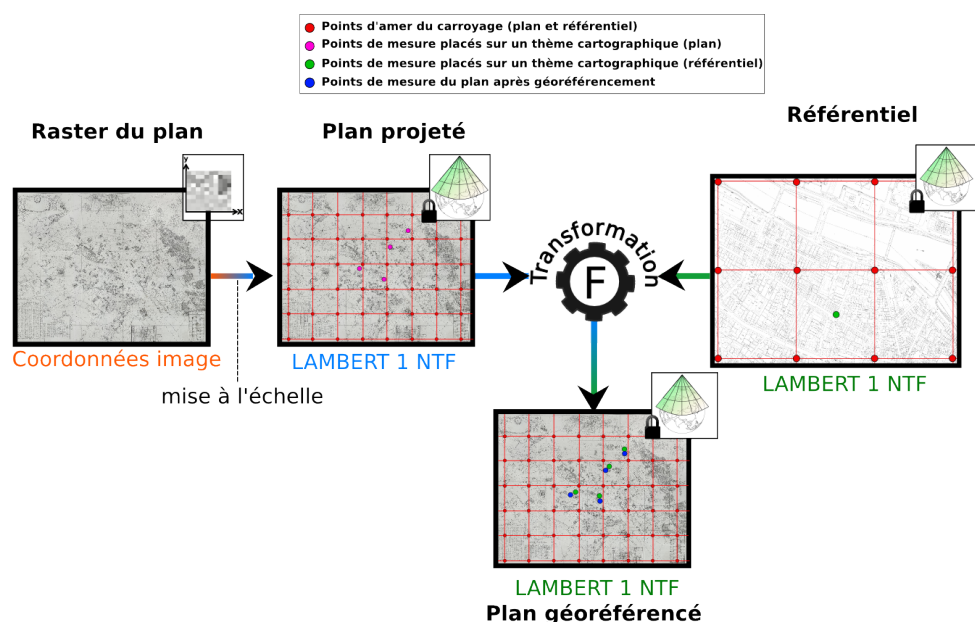 Points d'amer du carroyage (plan et référentiel)
Points de mesure placés sur un thème cartographique (plan)
Points de mesure placés sur un thème cartographique (référentiel)
Points de mesure du plan après géoréférencement
Raster du plan
Plan projeté
Référentiel
y
x
Transformation
F
Coordonnées image
LAMBERT 1 NTF
LAMBERT 1 NTF
mise à l'échelle
LAMBERT 1 NTF
Plan géoréférencé